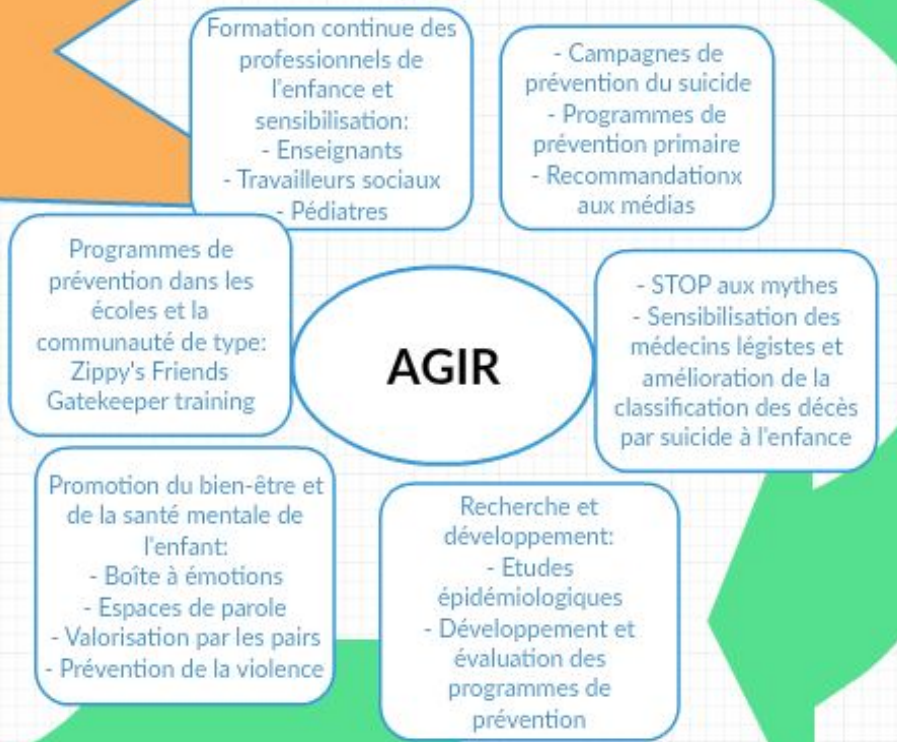 Formation continue des
professionnels de
l'enfance et
sensibilisation:
- Enseignants
- Travailleurs sociaux
- Pédiatres
- Campagnes de
prévention du suicide
- Programmes de
prévention primaire
- Recommandationx
aux médias
Programmes de
prévention dans les
écoles et la
communauté de type:
Zippy's Friends
Gatekeeper training
AGIR
- STOP aux mythes
- Sensibilisation des
médecins légistes et
amélioration de la
classification des décès
par suicide à l'enfance
Promotion du bien-être et
de la santé mentale de
l'enfant:
- Boîte à émotions
- Espaces de parole
- Valorisation par les pairs
- Prévention de la violence
Recherche et
développement:
- Etudes
épidémiologiques
- Développement et
évaluation des
programmes de
prévention